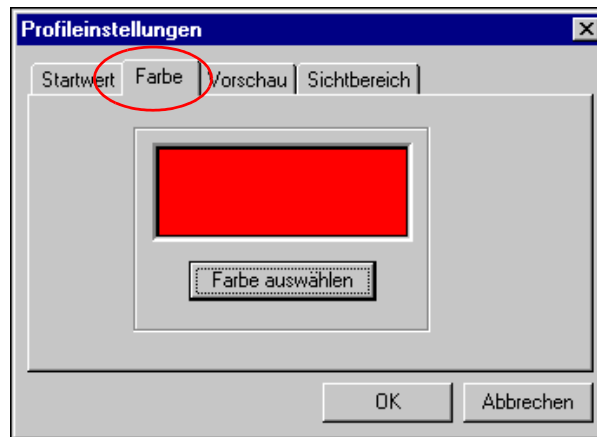 Profileinstellungen
Startwert Farbe Vorschau Sichtbereich
Farbe auswählen
OK Abbrechen